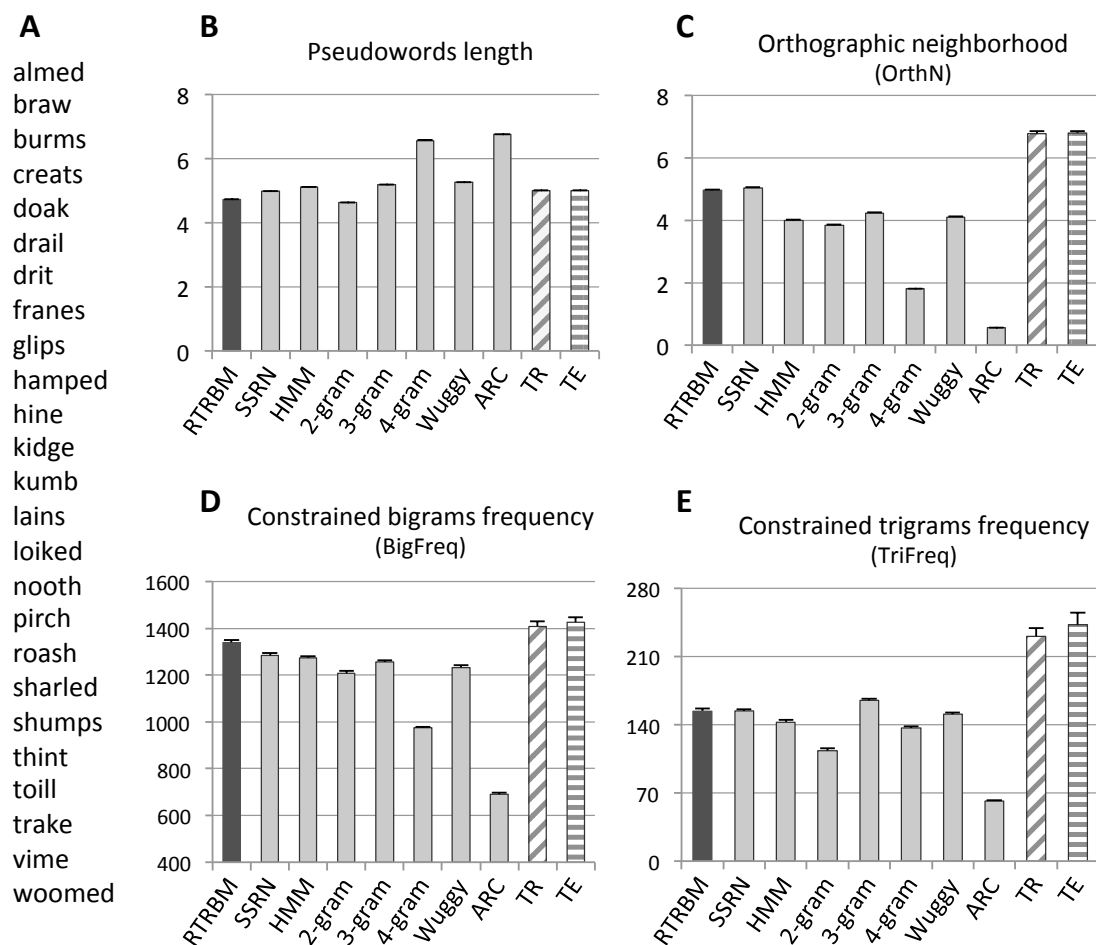 A
almed
braw
burms
creats
doak
drail
drit
franes
glips
hamped
hine
kidge
kumb
lains
loiked
nooth
pirch
roash
sharled
shumps
thint
toill
trake
vime
woomed
B
Pseudowords length
8
6
4
2
0
RTRBM
SSRN
HMM
2-gram
3-gram
4-gram
Wuggy
ARC
TR
TE
C
Orthographic neighborhood
(OrthN)
8
6
4
2
0
RTRBM
SSRN
HMM
2-gram
3-gram
4-gram
Wuggy
ARC
TR
TE
D
Constrained bigrams frequency
(BigFreq)
1600
1400
1200
1000
800
600
400
RTRBM
SSRN
HMM
2-gram
3-gram
4-gram
Wuggy
ARC
TR
TE
E
Constrained trigrams frequency
(TriFreq)
280
210
140
70
0
RTRBM
SSRN
HMM
2-gram
3-gram
4-gram
Wuggy
ARC
TR
TE